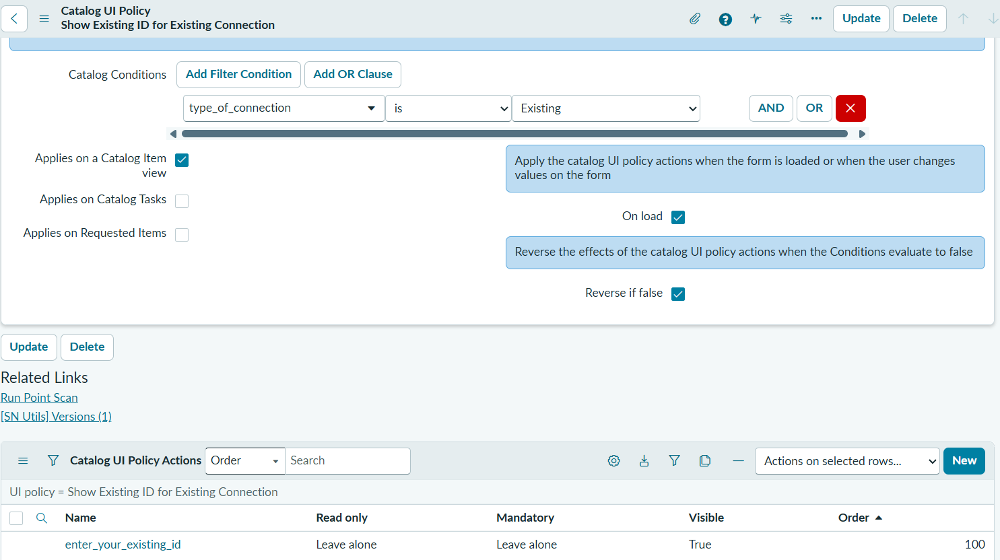 Catalog UI Policy
Show Existing ID for Existing Connection
Update
Delete
Catalog Conditions
Add Filter Condition
Add OR Clause
type_of_connection
is
Existing
AND
OR
Applies on a Catalog Item
view
Apply the catalog UI policy actions when the form is loaded or when the user changes
values on the form
Applies on Catalog Tasks
On load
Applies on Requested Items
Reverse the effects of the catalog UI policy actions when the Conditions evaluate to false
Reverse if false
Update
Delete
Related Links
Run Point Scan
[SN Utils] Versions (1)
Catalog UI Policy Actions
Order
Search
Actions on selected rows...
New
UI policy = Show Existing ID for Existing Connection
Name Read only Mandatory Visible Order
enter_your_existing_id Leave alone Leave alone True 100